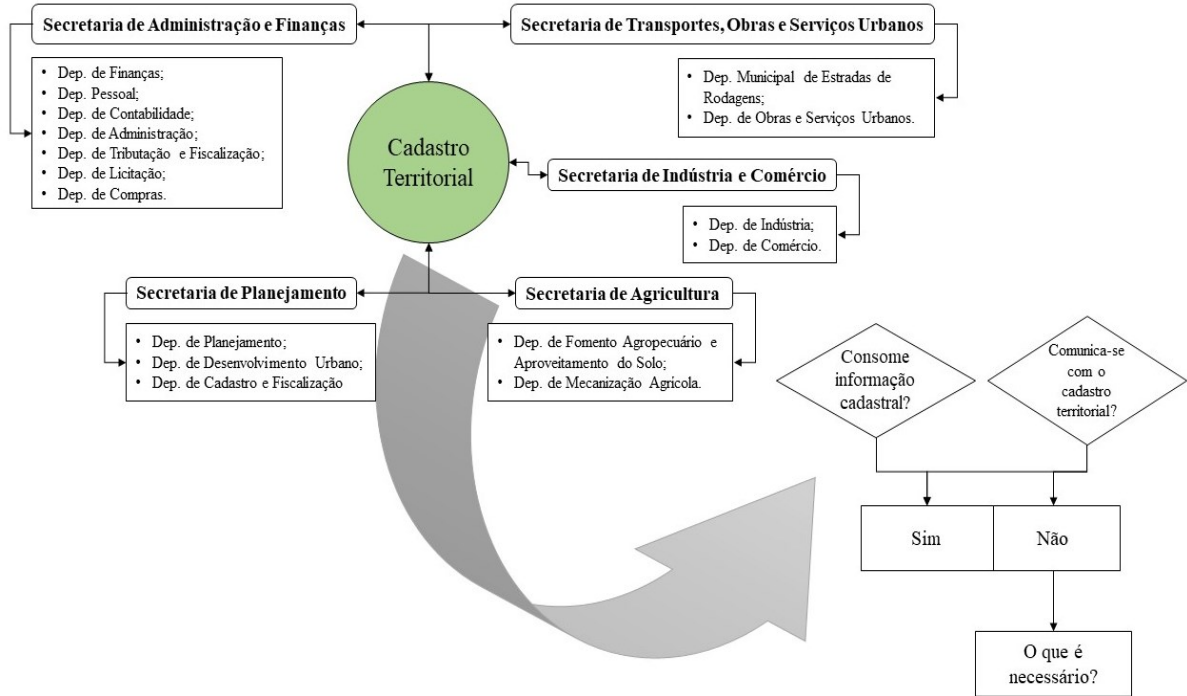 Secretaria de Administração e Finanças
• Dep. de Finanças;
• Dep. Pessoal;
• Dep. de Contabilidade;
• Dep. de Administração;
• Dep. de Tributação e Fiscalização;
• Dep. de Licitação;
• Dep. de Compras.
Secretaria de Transportes, Obras e Serviços Urbanos
• Dep. Municipal de Estradas de
Rodagens;
• Dep. de Obras e Serviços Urbanos.
Cadastro
Territorial
Secretaria de Indústria e Comércio
• Dep. de Indústria;
• Dep. de Comércio.
Secretaria de Planejamento
• Dep. de Planejamento;
• Dep. de Desenvolvimento Urbano;
• Dep. de Cadastro e Fiscalização
Secretaria de Agricultura
• Dep. de Fomento Agropecuário e
Aproveitamento do Solo;
• Dep. de Mecanização Agrícola.
Consome
informação
cadastral?
Comunica-se
com o
cadastro
territorial?
Sim
Não
O que é
necessário?